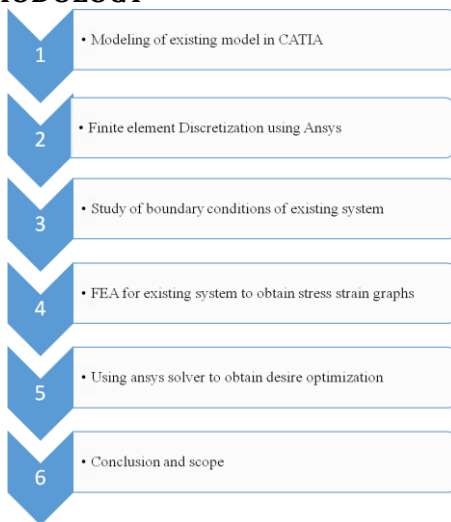 1
• Modeling of existing model in CATIA
2
• Finite element Discretization using Ansys
3
• Study of boundary conditions of existing system
4
• FEA for existing system to obtain stress strain graphs
5
• Using ansys solver to obtain desire optimization
6
• Conclusion and scope